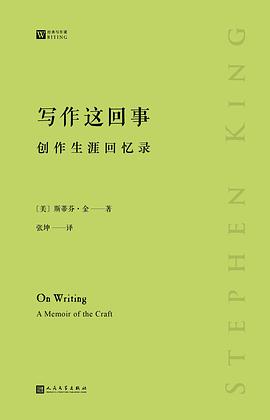 W 经典写作课
WRITING
写作这回事
创作生涯回忆录
[美] 斯蒂芬·金——著
张坤——译
On Writing
A Memoir of the Craft
人民文学出版社
STEPHEN KING